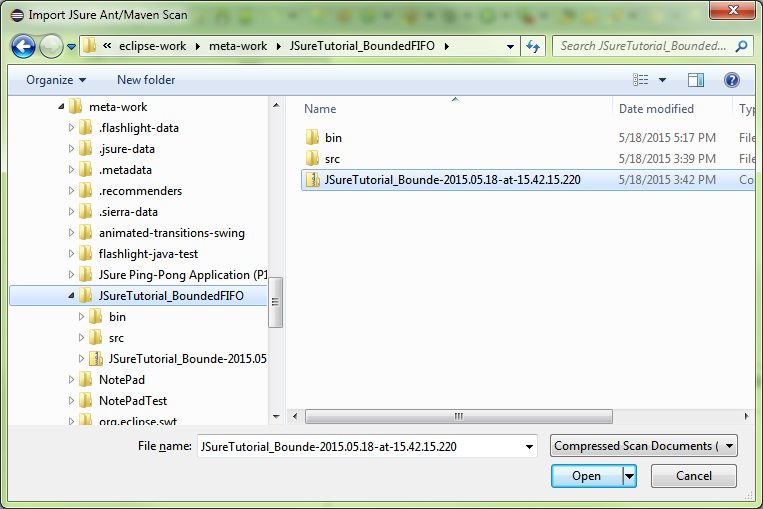 Import JSure Ant/Maven Scan
« eclipse-work ▸ meta-work ▸ JSureTutorial_BoundedFIFO ▸
Search JSureTutorial_Bounded...
Organize
New folder
meta-work
.flashlight-data
.jsure-data
.metadata
.recommenders
.sierra-data
animated-transitions-swing
flashlight-java-test
JSure Ping-Pong Application (P1
JSureTutorial_BoundedFIFO
bin
src
JSureTutorial_Bounde-2015.05
NotePad
NotePadTest
org.eclipse.swt
Name Date modified Typ
bin 5/18/2015 5:17 PM File
src 5/18/2015 3:39 PM File
JSureTutorial_Bounde-2015.05.18-at-15.42.15.220 5/18/2015 3:42 PM Co
File name: JSureTutorial_Bounde-2015.05.18-at-15.42.15.220
Compressed Scan Documents (
Open
Cancel